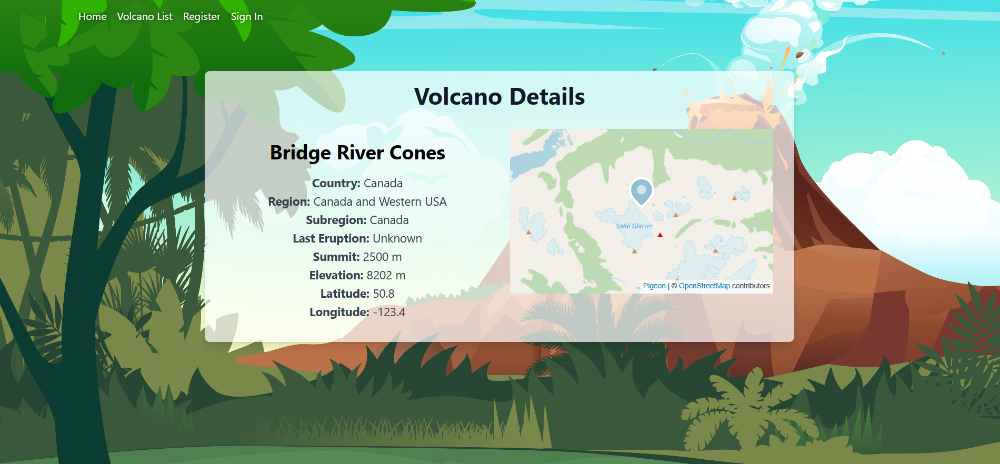 Home Volcano List Register Sign In
Volcano Details
Bridge River Cones
Country: Canada
Region: Canada and Western USA
Subregion: Canada
Last Eruption: Unknown
Summit: 2500 m
Elevation: 8202 m
Latitude: 50.8
Longitude: -123.4
Salal Glacier
Pigeon | © OpenStreetMap contributors